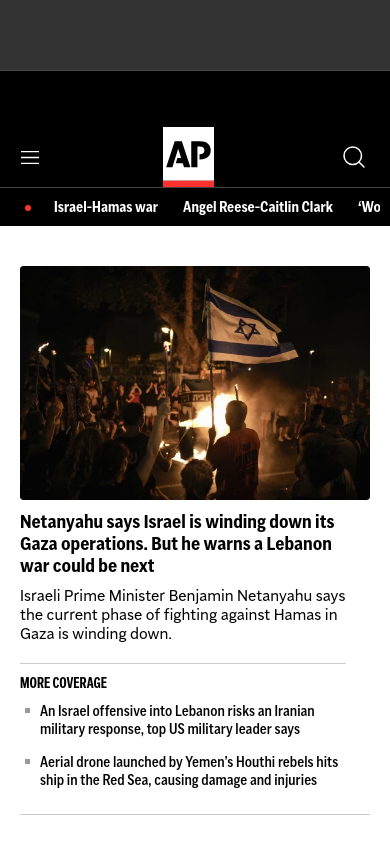 AP
Israel-Hamas war Angel Reese-Caitlin Clark ‘Wo
Netanyahu says Israel is winding down its
Gaza operations. But he warns a Lebanon
war could be next
Israeli Prime Minister Benjamin Netanyahu says
the current phase of fighting against Hamas in
Gaza is winding down.
MORE COVERAGE
An Israel offensive into Lebanon risks an Iranian
military response, top US military leader says
Aerial drone launched by Yemen’s Houthi rebels hits
ship in the Red Sea, causing damage and injuries